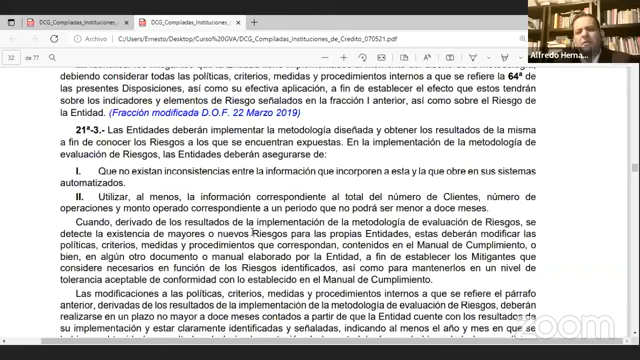 DCG_Compiladas_Instituciones
DCG_Compiladas_Instituciones de
Archivo
C:/Users/Ernesto/Desktop/Curso%20GVA/DCG_Compiladas_Instituciones_de_Credito_070521.pdf
32 de 77
debiendo considerar todas las políticas, criterios, medidas y procedimientos internos a que se refiere la 64ª de
las presentes Disposiciones, así como su efectiva aplicación, a fin de establecer el efecto que estos tendrán
sobre los indicadores y elementos de Riesgo señalados en la fracción I anterior, así como sobre el Riesgo de
la Entidad. (Fracción modificada D.O.F. 22 Marzo 2019)
21ª-3.- Las Entidades deberán implementar la metodología diseñada y obtener los resultados de la misma
a fin de conocer los Riesgos a los que se encuentran expuestas. En la implementación de la metodología de
evaluación de Riesgos, las Entidades deberán asegurarse de:
I. Que no existan inconsistencias entre la información que incorporen a esta y la que obre en sus sistemas
automatizados.
II. Utilizar, al menos, la información correspondiente al total del número de Clientes, número de
operaciones y monto operado correspondiente a un periodo que no podrá ser menor a doce meses.
Cuando, derivado de los resultados de la implementación de la metodología de evaluación de Riesgos, se
detecte la existencia de mayores o nuevos Riesgos para las propias Entidades, estas deberán modificar las
políticas, criterios, medidas y procedimientos que correspondan, contenidos en el Manual de Cumplimiento, o
bien, en algún otro documento o manual elaborado por la Entidad, a fin de establecer los Mitigantes que
considere necesarios en función de los Riesgos identificados, así como para mantenerlos en un nivel de
tolerancia aceptable de conformidad con lo establecido en el Manual de Cumplimiento.
Las modificaciones a las políticas, criterios, medidas y procedimientos internos a que se refiere el párrafo
anterior, derivadas de los resultados de la implementación de la metodología de evaluación de Riesgos, deberán
realizarse en un plazo no mayor a doce meses contados a partir de que la Entidad cuente con los resultados de
su implementación y estar claramente identificadas y señaladas, indicando al menos el año y mes en que se
Alfredo Herna...
zoom